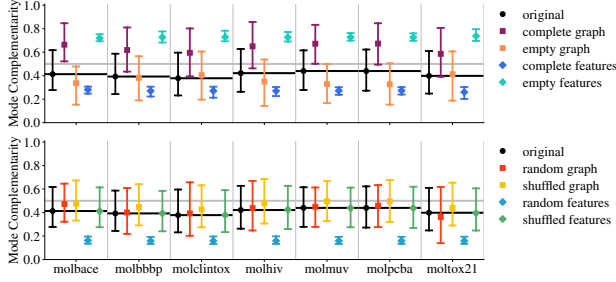 Mode Complementarity
1.0
0.8
0.6
0.4
0.2
0.0
original
complete graph
empty graph
complete features
empty features
Mode Complementarity
1.0
0.8
0.6
0.4
0.2
0.0
original
random graph
shuffled graph
random features
shuffled features
molbace molbbbp molclintox molhiv molmuv molpcba moltox21